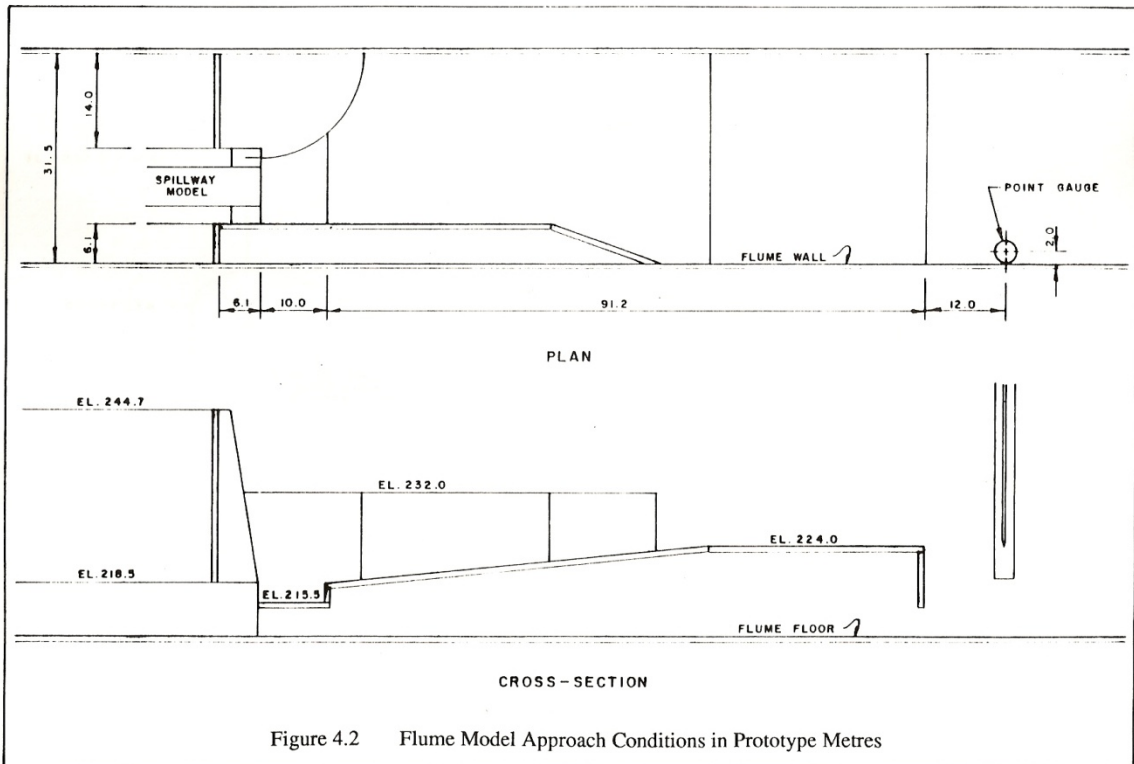 14.0
31.5
SPILLWAY
MODEL
6.1
POINT GAUGE
2.0
FLUME WALL
6.1
10.0
91.2
12.0
PLAN
EL. 244.7
EL. 232.0
EL. 224.0
EL. 218.5
EL. 215.5
FLUME FLOOR
CROSS-SECTION
Figure 4.2 Flume Model Approach Conditions in Prototype Metres